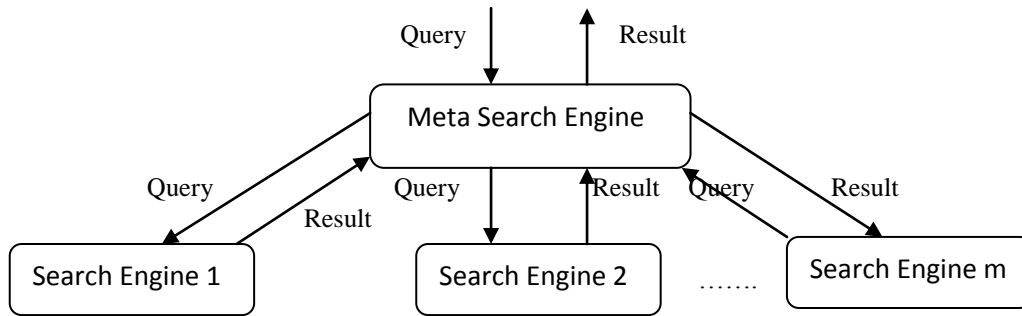 Query
Result
Meta Search Engine
Query
Result
Query
Result
Query
Result
Search Engine 1
Search Engine 2
.......
Search Engine m